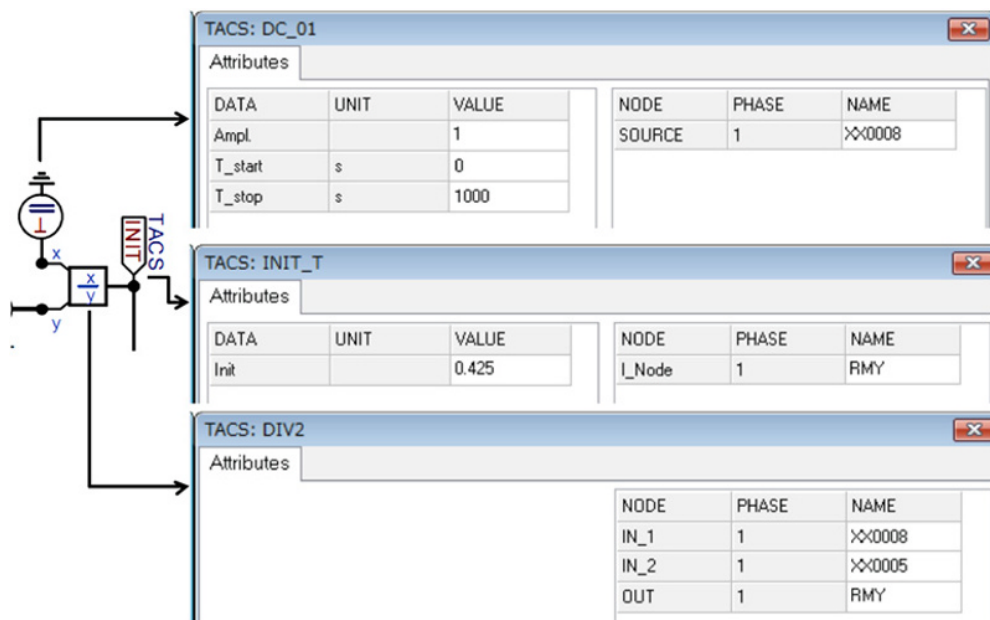 TACS: DC_01
Attributes
DATA UNIT VALUE
Ampl. 1
T_start s 0
T_stop s 1000
NODE PHASE NAME
SOURCE 1 XX0008
T
x
y
x
y
INIT
TACS
TACS: INIT_T
Attributes
DATA UNIT VALUE
Init 0.425
NODE PHASE NAME
I_Node 1 RMY
TACS: DIV2
Attributes
NODE PHASE NAME
IN_1 1 XX0008
IN_2 1 XX0005
OUT 1 RMY